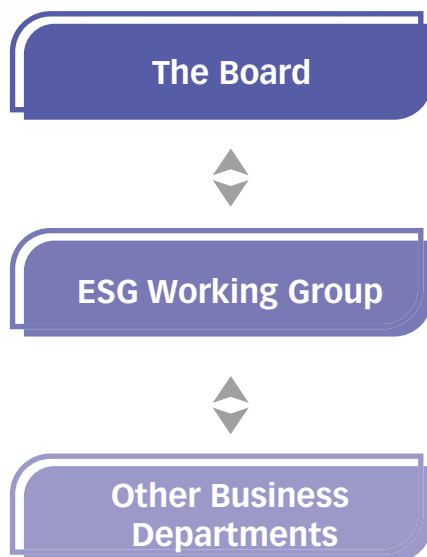 The Board
ESG Working Group
Other Business
Departments